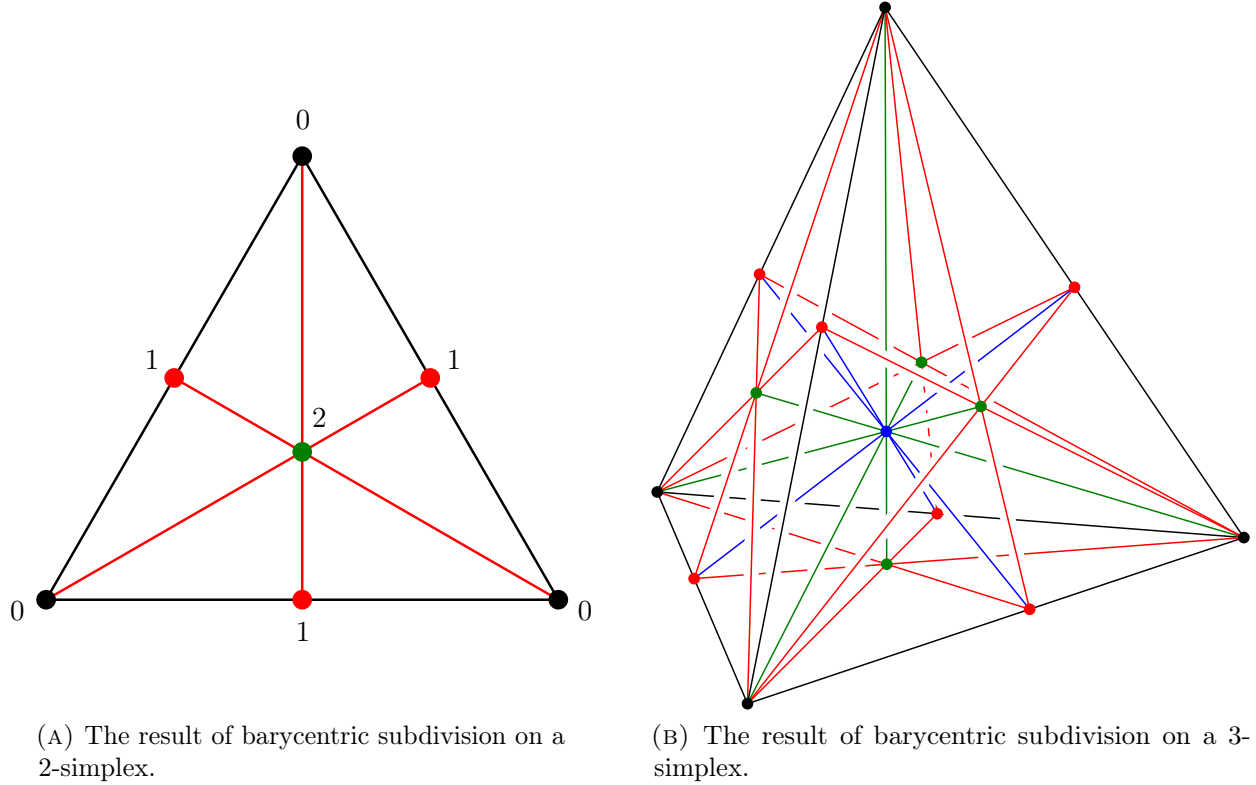 0
1
1
2
0
1
0
(A) The result of barycentric subdivision on a
2-simplex.
(B) The result of barycentric subdivision on a 3-
simplex.